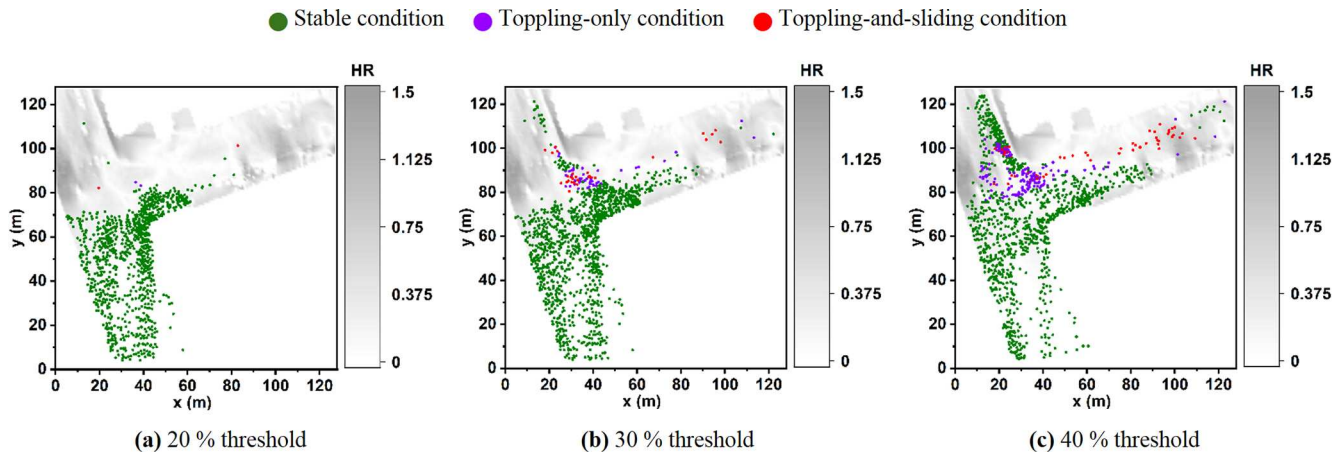 Stable condition Toppling-only condition Toppling-and-sliding condition
HR HR HR
120 1.5 120 1.5 120 1.5
100 1.125 100 1.125 100 1.125
80 80 80
y (m) 60 0.75 y (m) 60 0.75 y (m) 60 0.75
40 0.375 40 0.375 40 0.375
20 20 20
0 0 0 0 0 0
0 20 40 60 80 100 120 0 20 40 60 80 100 120 0 20 40 60 80 100 120
x (m) x (m) x (m)
(a) 20 % threshold (b) 30 % threshold (c) 40 % threshold